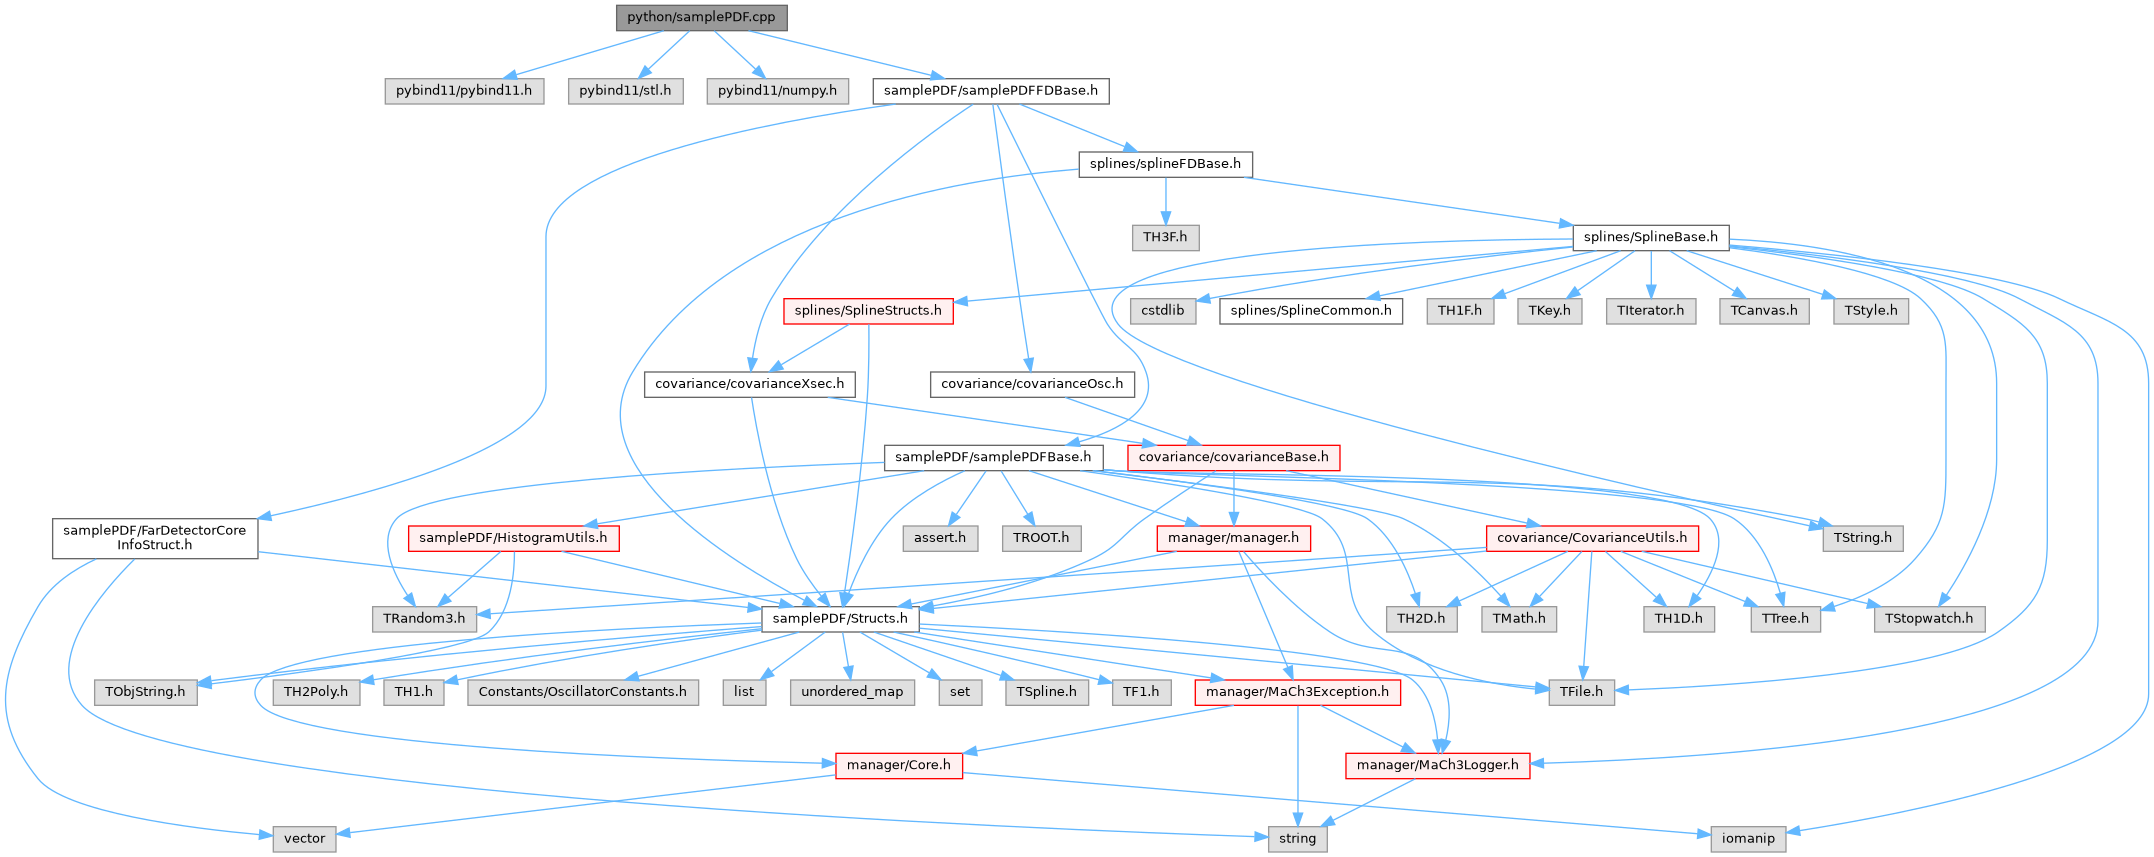 python/samplePDF.cpp
pybind11/pybind11.h
pybind11/stl.h
pybind11/numpy.h
samplePDF/samplePDFFDBase.h
splines/splineFDBase.h
TH3F.h
splines/SplineBase.h
splines/SplineStructs.h
cstdlib
splines/SplineCommon.h
TH1F.h
TKey.h
TIterator.h
TCanvas.h
TStyle.h
covariance/covarianceXsec.h
covariance/covarianceOsc.h
samplePDF/samplePDFBase.h
covariance/covarianceBase.h
samplePDF/FarDetectorCore
InfoStruct.h
samplePDF/HistogramUtils.h
assert.h
TROOT.h
manager/manager.h
covariance/CovarianceUtils.h
TString.h
TRandom3.h
samplePDF/Structs.h
TH2D.h
TMath.h
TH1D.h
TTree.h
TStopwatch.h
TObjString.h
TH2Poly.h
TH1.h
Constants/OscillatorConstants.h
list
unordered_map
set
TSpline.h
TF1.h
manager/MaCh3Exception.h
TFile.h
manager/Core.h
manager/MaCh3Logger.h
vector
string
iomanip